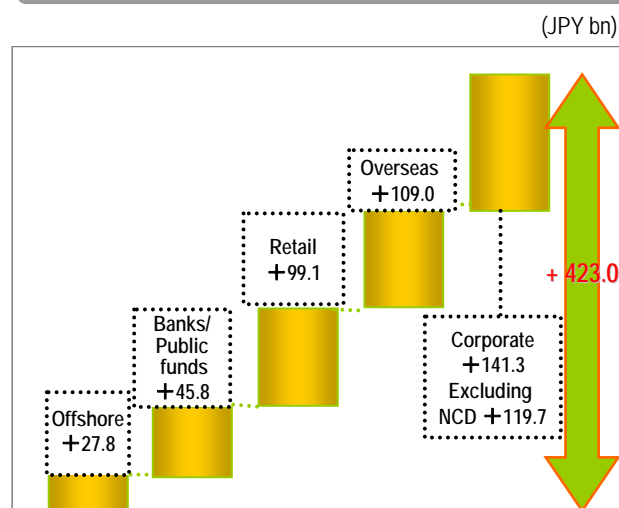 (JPY bn)
Overseas
+109.0
Retail
+99.1
+ 423.0
Banks/
Public
funds
+45.8
Corporate
+141.3
Excluding
NCD +119.7
Offshore
+27.8